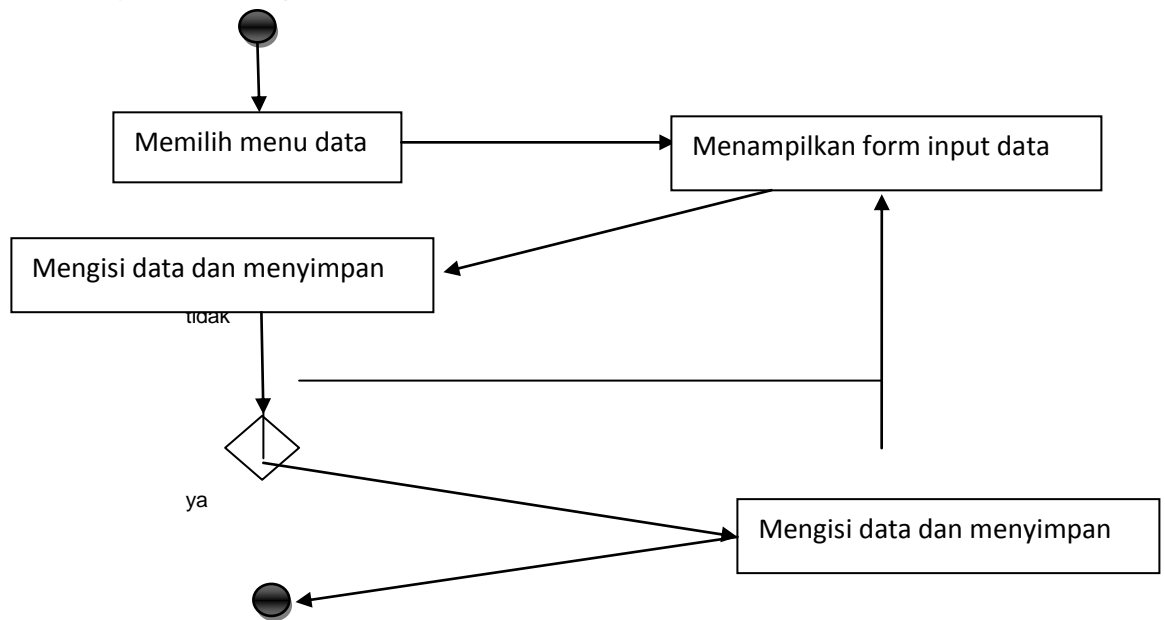 Memilih menu data
Menampilkan form input data
Mengisi data dan menyimpan
tidak
ya
Mengisi data dan menyimpan